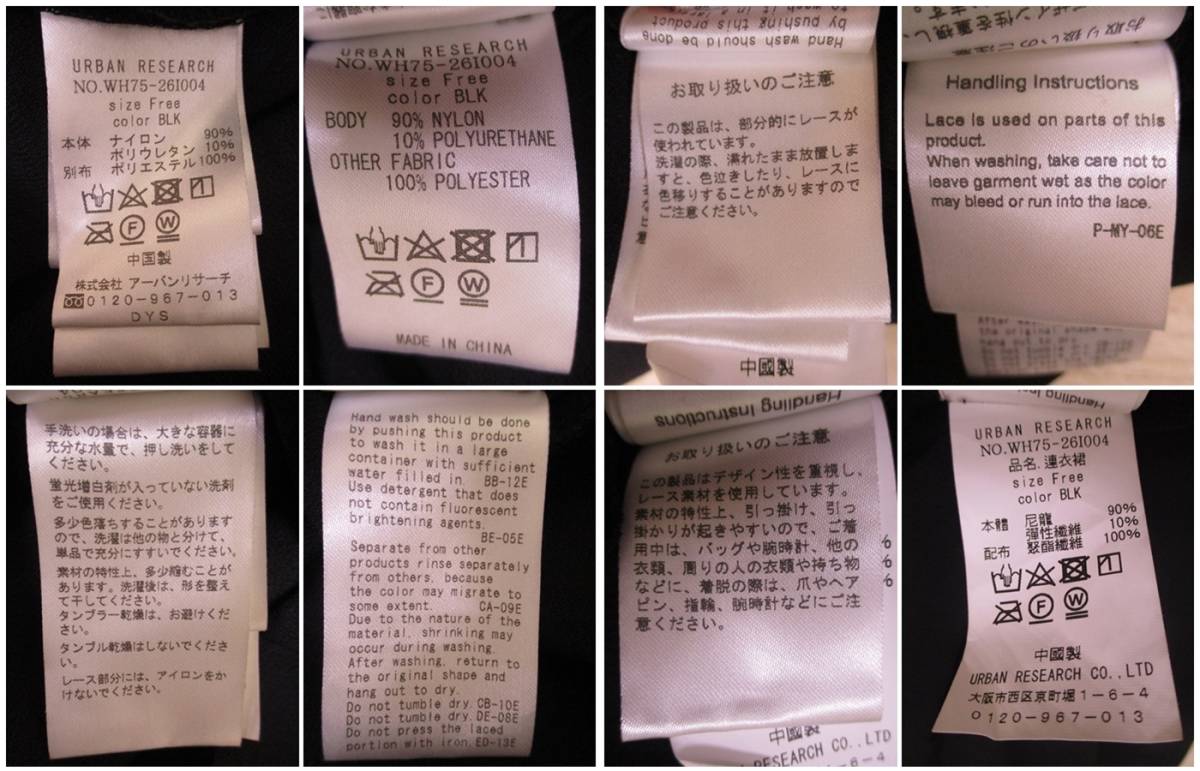 URBAN RESEARCH
NO.WH75-26I004
size Free
color BLK
本体 ナイロン 90%
ポリウレタン 10%
別布 ポリエステル 100%
F W
中国製
株式会社 アーバンリサーチ
0120-967-013
DYS
URBAN RESEARCH
NO.WH75-26I004
size Free
color BLK
BODY 90% NYLON
10% POLYURETHANE
OTHER FABRIC
100% POLYESTER
F W
MADE IN CHINA
Hand wash should be done
by pushing this product
お取り扱いのご注意
この製品は、部分的にレースが
使われています。
洗濯の際、濡れたまま放置しま
すと、色泣きしたり、レースに
色移りすることがありますので
ご注意ください。
中國製
お取り扱いのご注意
Handling Instructions
Lace is used on parts of this
product.
When washing, take care not to
leave garment wet as the color
may bleed or run into the lace.
P-MY-06E
the original shape
手洗いの場合は、大きな容器に
充分な水量で、押し洗いをして
ください。
蛍光増白剤が入っていない洗剤
をご使用ください。
多少色落ちすることがあります
ので、洗濯は他の物と分けて、
単品で充分にすすいでください。
素材の特性上、多少縮むことが
あります。洗濯後は、形を整え
て干してください。
タンブラー乾燥は、お避けくだ
さい。
タンブル乾燥はしないでくださ
い。
レース部分には、アイロンをか
けないでください。
Hand wash should be done
by pushing this product
to wash it in a large
container with sufficient
water filled in. BB-12E
Use detergent that does
not contain fluorescent
brightening agents.
BE-05E
Separate from other
products rinse separately
from others, because
the color may migrate to
some extent. CA-09E
Due to the nature of the
material, shrinking may
occur during washing.
After washing, return to
the original shape and
hang out to dry.
Do not tumble dry. CB-10E
Do not tumble dry. DE-08E
Do not press the laced
portion with iron. ED-13E
Handling Instructions
お取り扱いのご注意
この製品はデザイン性を重視し、
レース素材を使用しています。
素材の特性上、引っ掛け、引っ
掛かりが起きやすいので、ご着
用中は、バッグや腕時計、他の
衣類、周りの人の衣類や持ち物
などに、着脱の際は、爪やヘア
ピン、指輪、腕時計などにご注
意ください。
%
%
%
中國製
RESEARCH CO.,LTD
-6-4
Handling Instructions
URBAN RESEARCH
NO.WH75-26I004
品名.連衣裙
size Free
color BLK
本體 尼龍 90%
彈性纖維 10%
配布 聚酯纖維 100%
F W
中國製
URBAN RESEARCH CO.,LTD
大阪市西区京町堀1-6-4
0120-967-013